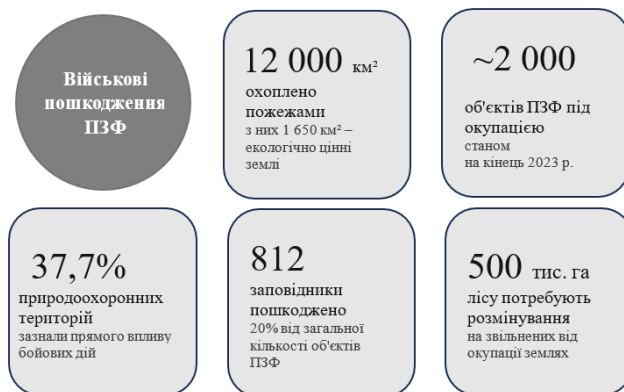 Військові
пошкодження
ПЗФ
12 000 км²
охоплено
пожежами
з них 1 650 км² –
екологічно цінні
землі
~2 000
об'єктів ПЗФ під
окупацією
станом
на кінець 2023 р.
37,7%
природоохоронних
територій
зазнали прямого впливу
бойових дій
812
заповідники
пошкоджено
20% від загальної
кількості об'єктів
ПЗФ
500 тис. га
лісу потребують
розмінування
на звільнених від
окупації землях